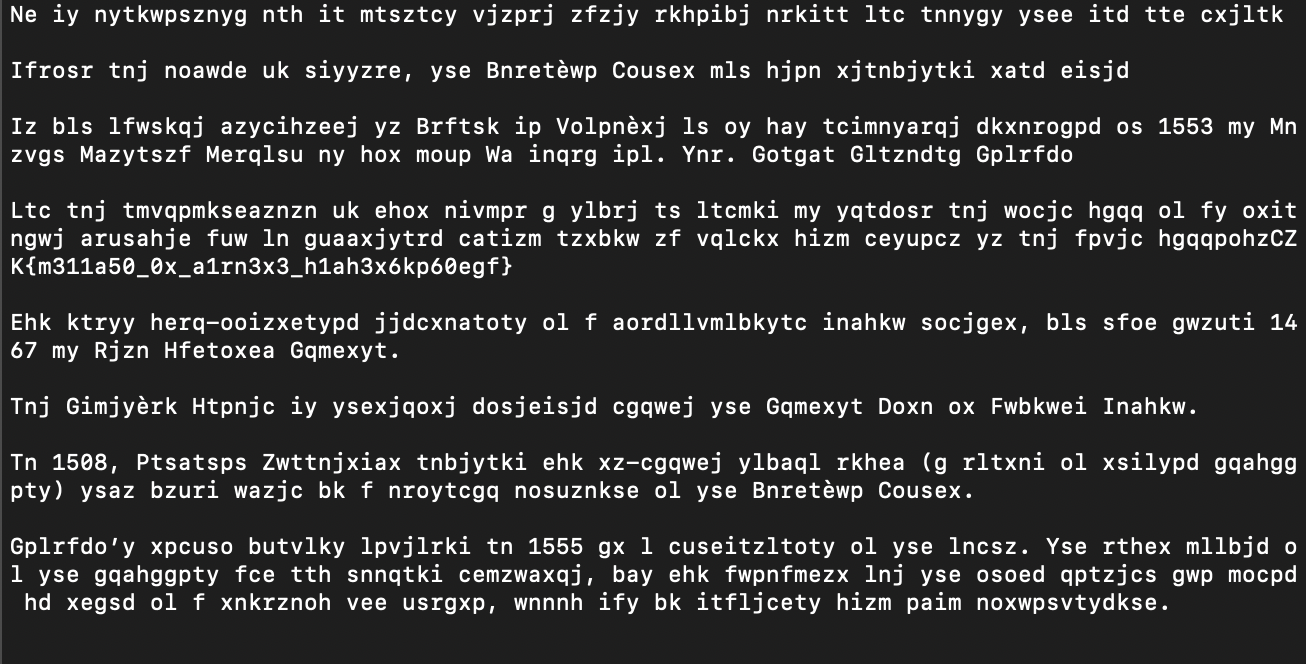 Ne iy nytkwpsznyg nth it mtsztcy vjzprj zfzjy rkhpibj nrkitt ltc tnnygy ysee itd tte cxjltk
Ifrosr tnj noawde uk siyyzre, yse Bnretèwp Cousex mls hjpn xjtnbjytki xatd eisjd
Iz bls lfwskqj azycihzeej yz Brftsk ip Volpnèxj ls oy hay tcimnyarqj dkxnrogpd os 1553 my Mn
zvgs Mazytszf Merqlsu ny hox moup Wa inqrg ipl. Ynr. Gotgat Gltzndtg Gplrfdo
Ltc tnj tmvqpmkseaznzn uk ehox nivmpr g ylbrj ts ltcmki my yqtdosr tnj wocjc hgqq ol fy oxit
ngwj arusahje fuw ln guaaxjytrd catizm tzxbkw zf vqlckx hizm ceyupcz yz tnj fpvjc hgqqpohzCZ
K{m311a50_0x_a1rn3x3_h1ah3x6kp60egf}
Ehk ktryy herq-ooizxetypd jjdcxnatoty ol f aordllvmlbkytc inahkw socjgex, bls sfoe gwzuti 14
67 my Rjzn Hfetoxea Gqmexyt.
Tnj Gimjyèrk Htpnjc iy ysexjqoxj dosjeisjd cgqwej yse Gqmexyt Doxn ox Fwbkwei Inahkw.
Tn 1508, Ptsatsps Zwttnjxiax tnbjytki ehk xz-cgqwej ylbaql rkhea (g rltxni ol xsilypd gqahgg
pty) ysaz bzuri wazjc bk f nroytcgq nosuznkse ol yse Bnretèwp Cousex.
Gplrfdo’y xpcuso butvlky lpvjlrki tn 1555 gx l cuseitzltoty ol yse lncsz. Yse rthex mllbjd o
l yse gqahggpty fce tth snnqtki cemzwaxqj, bay ehk fwpnfmezx lnj yse osoed qptzjcs gwp mocpd
 hd xegsd ol f xnkrznoh vee usrgxp, wnnnh ify bk itfljcety hizm paim noxwpsvtydkse.